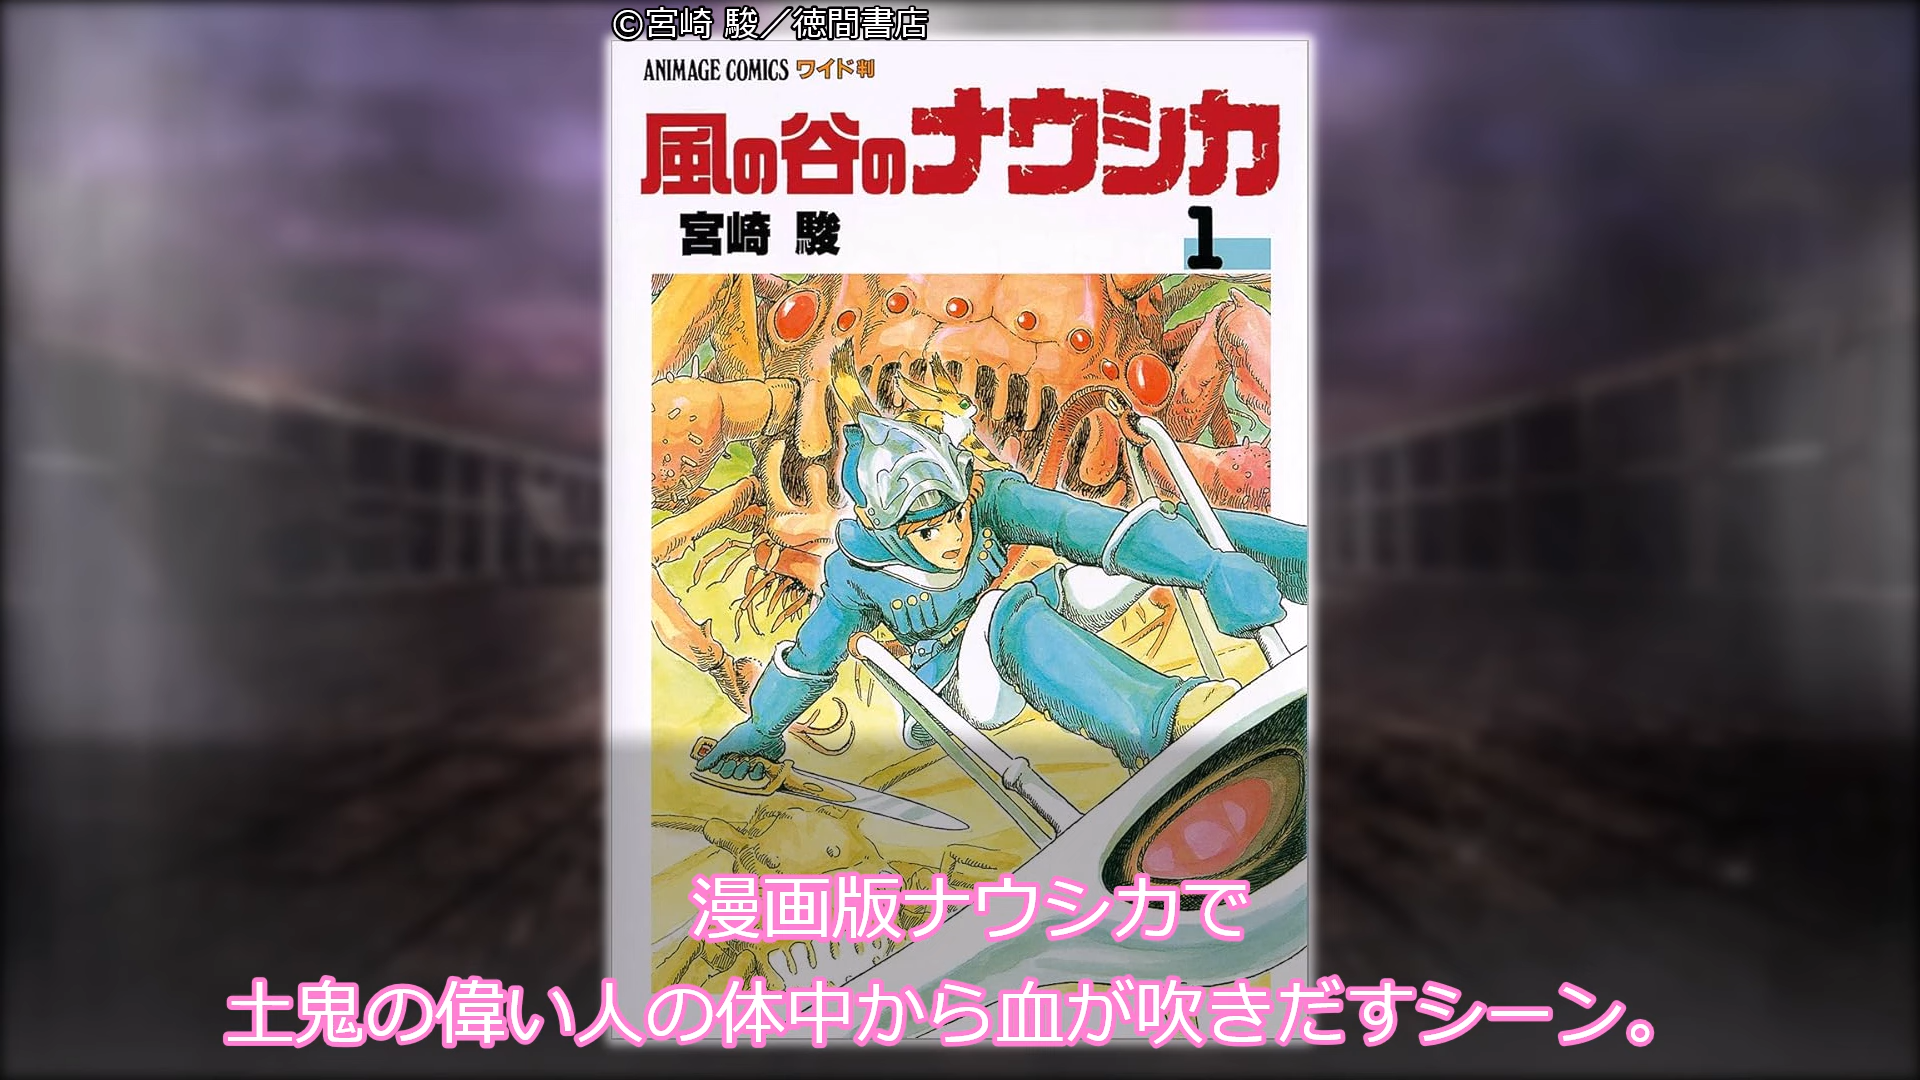 ©宮崎 駿／徳間書店
ANIMAGE COMICS ワイド判
風の谷のナウシカ
宮崎 駿
1
漫画版ナウシカで
土鬼の偉い人の体中から血が吹きだすシーン。